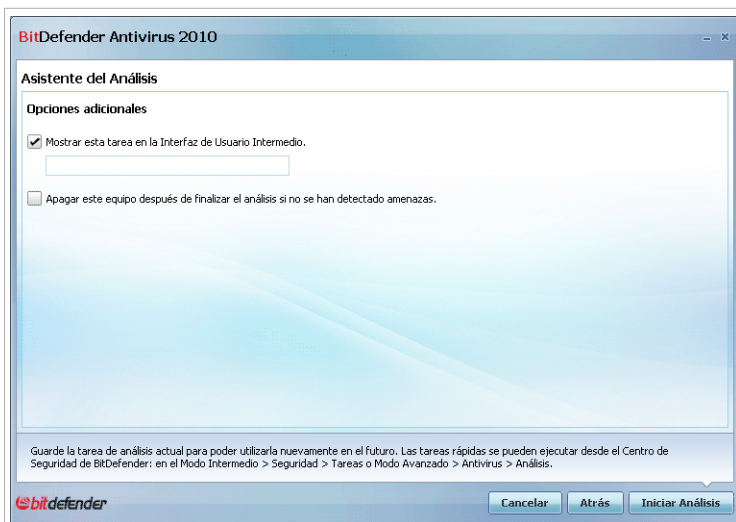 BitDefender Antivirus 2010
Asistente del Análisis
Opciones adicionales
Mostrar esta tarea en la Interfaz de Usuario Intermedio.
Apagar este equipo después de finalizar el análisis si no se han detectado amenazas.
Guarde la tarea de análisis actual para poder utilizarla nuevamente en el futuro. Las tareas rápidas se pueden ejecutar desde el Centro de
Seguridad de BitDefender: en el Modo Intermedio > Seguridad > Tareas o Modo Avanzado > Antivirus > Análisis.
bitdefender
Cancelar
Atrás
Iniciar Análisis